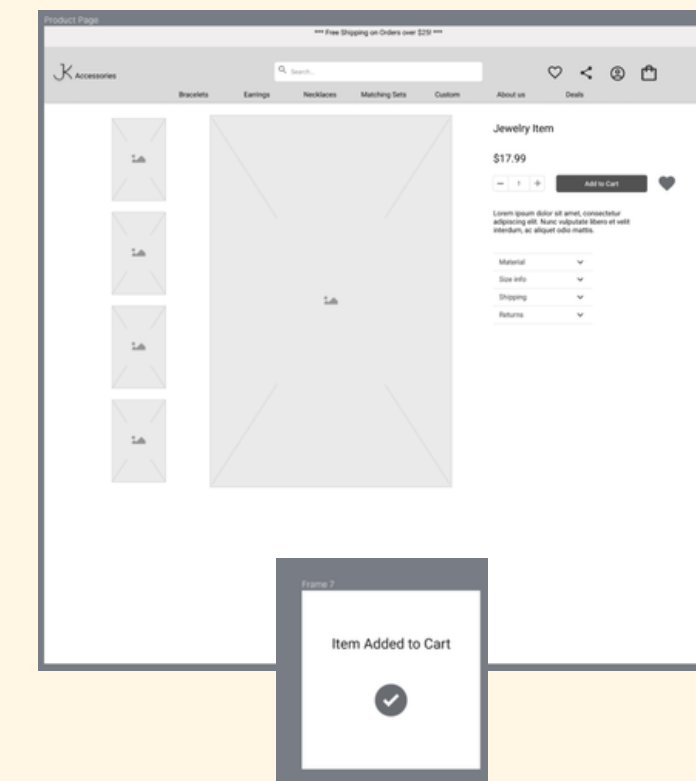 Product Page
*** Free Shipping on Orders over $25! ***
JK Accessories
Search...
Bracelets Earrings Necklaces Matching Sets Custom About us Deals
Jewelry Item
$17.99
1 Add to Cart
Lorem ipsum dolor sit amet, consectetur
adipiscing elit. Nunc vulputate libero et velit
interdum, ac aliquet odio mattis.
Material
Size info
Shipping
Returns
Frame 7
Item Added to Cart